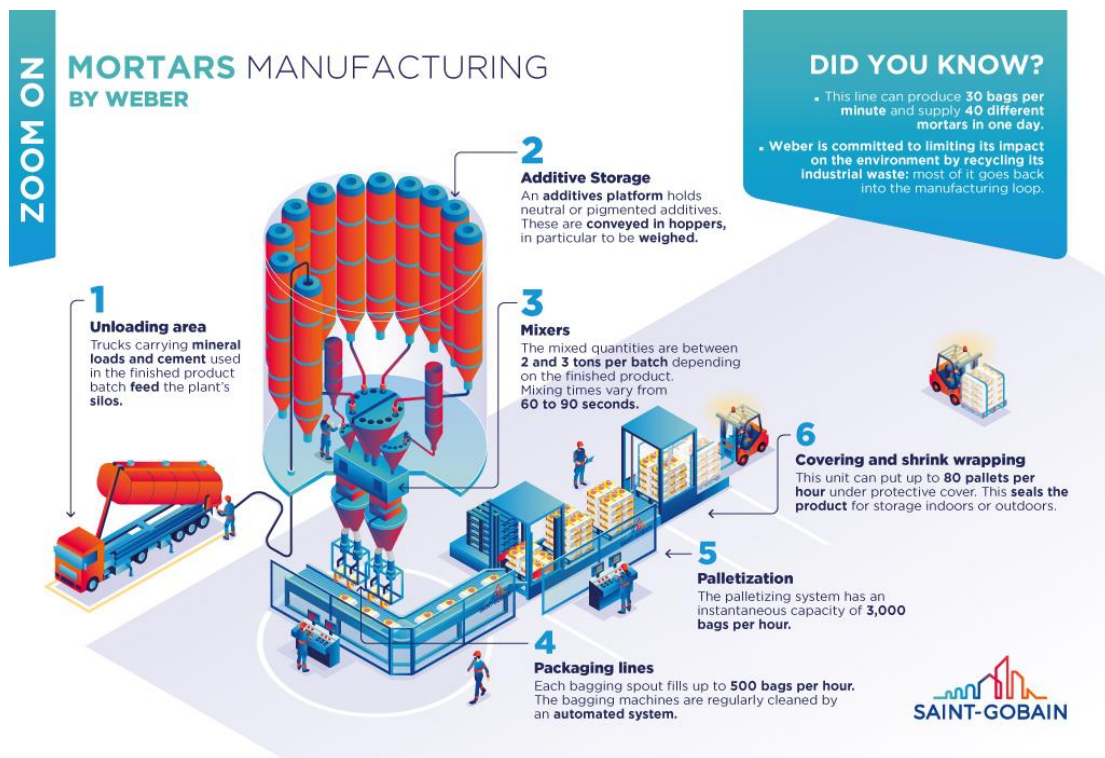 ZOOM ON
MORTARS MANUFACTURING
BY WEBER
DID YOU KNOW?
▪ This line can produce 30 bags per
minute and supply 40 different
mortars in one day.
▪ Weber is committed to limiting its impact
on the environment by recycling its
industrial waste: most of it goes back
into the manufacturing loop.
1
Unloading area
Trucks carrying mineral
loads and cement used
in the finished product
batch feed the plant's
silos.
2
Additive Storage
An additives platform holds
neutral or pigmented additives.
These are conveyed in hoppers,
in particular to be weighed.
3
Mixers
The mixed quantities are between
2 and 3 tons per batch depending
on the finished product.
Mixing times vary from
60 to 90 seconds.
4
Packaging lines
Each bagging spout fills up to 500 bags per hour.
The bagging machines are regularly cleaned by
an automated system.
5
Palletization
The palletizing system has an
instantaneous capacity of 3,000
bags per hour.
6
Covering and shrink wrapping
This unit can put up to 80 pallets per
hour under protective cover. This seals the
product for storage indoors or outdoors.
SAINT-GOBAIN
SAINT-GOBAIN